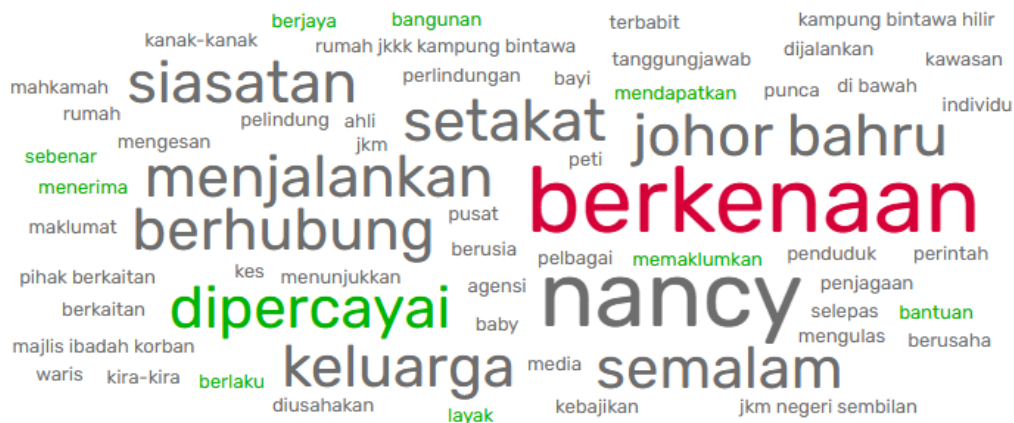 berjaya bangunan terbabit kampung bintawa hilir
kanak-kanak rumah jkkk kampung bintawa tanggungjawab dijalankan kawasan
mahkamah siasatan perlindungan bayi mendapatkan punca di bawah individu
rumah pelindung ahli setakat johor bahru
sebenar mengesan jkm peti
menerima menjalankan berkenaan
maklumat berhubung pusat
berusia pelbagai memaklumkan penduduk perintah
pihak berkaitan kes menunjukkan agensi nancy penjagaan
berkaitan dipercayai baby selepas bantuan
majlis ibadah korban mengulas berusaha
waris kira-kira berlaku keluarga media semalam
diusahakan layak kebajikan jkm negeri sembilan